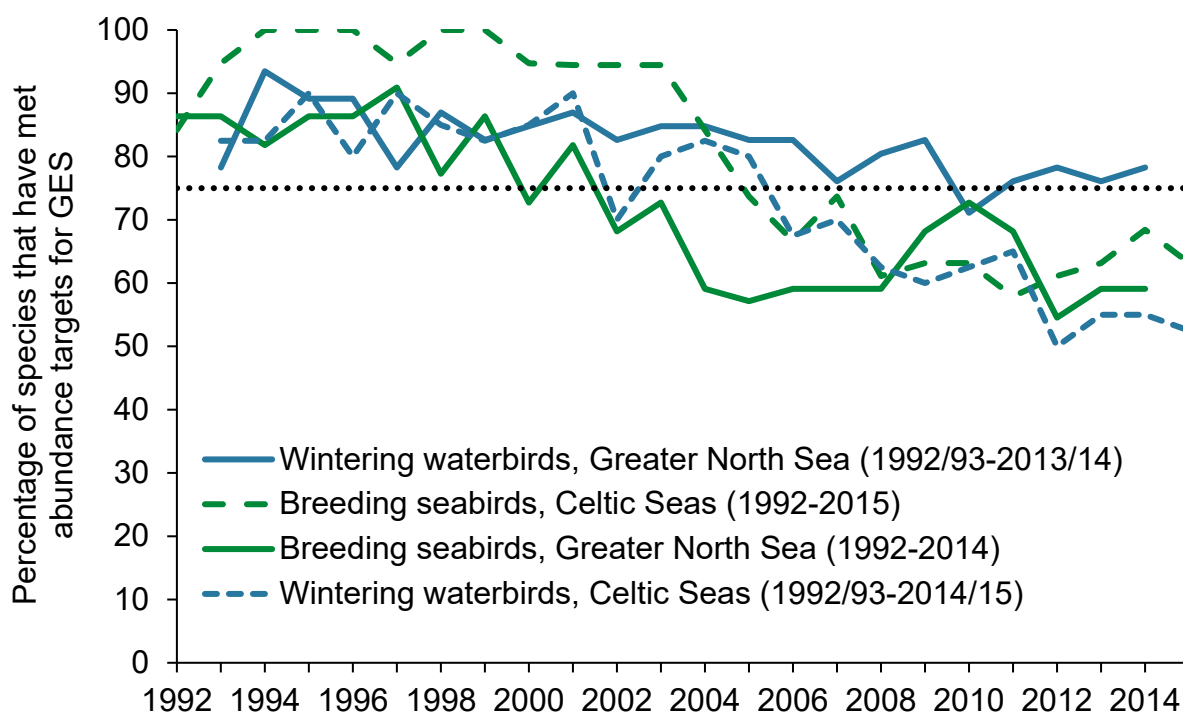 Percentage of species that have met
abundance targets for GES
100
90
80
70
60
50
40
30
20
10
0
Wintering waterbirds, Greater North Sea (1992/93-2013/14)
Breeding seabirds, Celtic Seas (1992-2015)
Breeding seabirds, Greater North Sea (1992-2014)
Wintering waterbirds, Celtic Seas (1992/93-2014/15)
1992 1994 1996 1998 2000 2002 2004 2006 2008 2010 2012 2014